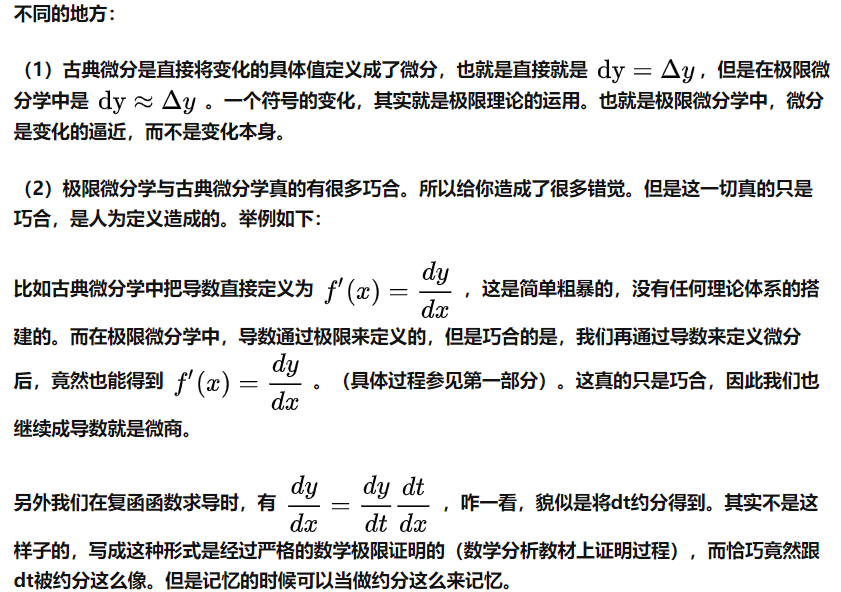 不同的地方：
（1）古典微分是直接将变化的具体值定义成了微分，也就是直接就是 dy = Δy，但是在极限微
分学中是 dy ≈ Δy 。一个符号的变化，其实就是极限理论的运用。也就是极限微分学中，微分
是变化的逼近，而不是变化本身。
（2）极限微分学与古典微分学真的有很多巧合。所以给你造成了很多错觉。但是这一切真的只是
巧合，是人为定义造成的。举例如下：
比如古典微分学中把导数直接定义为 f′(x) = dy/dx ，这是简单粗暴的，没有任何理论体系的搭
建的。而在极限微分学中，导数通过极限来定义的，但是巧合的是，我们再通过导数来定义微分
后，竟然也能得到 f′(x) = dy/dx 。（具体过程参见第一部分）。这真的只是巧合，因此我们也
继续成导数就是微商。
另外我们在复函函数求导时，有 dy/dx = dy/dt dt/dx ，咋一看，貌似是将dt约分得到。其实不是这
样子的，写成这种形式是经过严格的数学极限证明的（数学分析教材上证明过程），而恰巧竟然跟
dt被约分这么像。但是记忆的时候可以当做约分这么来记忆。